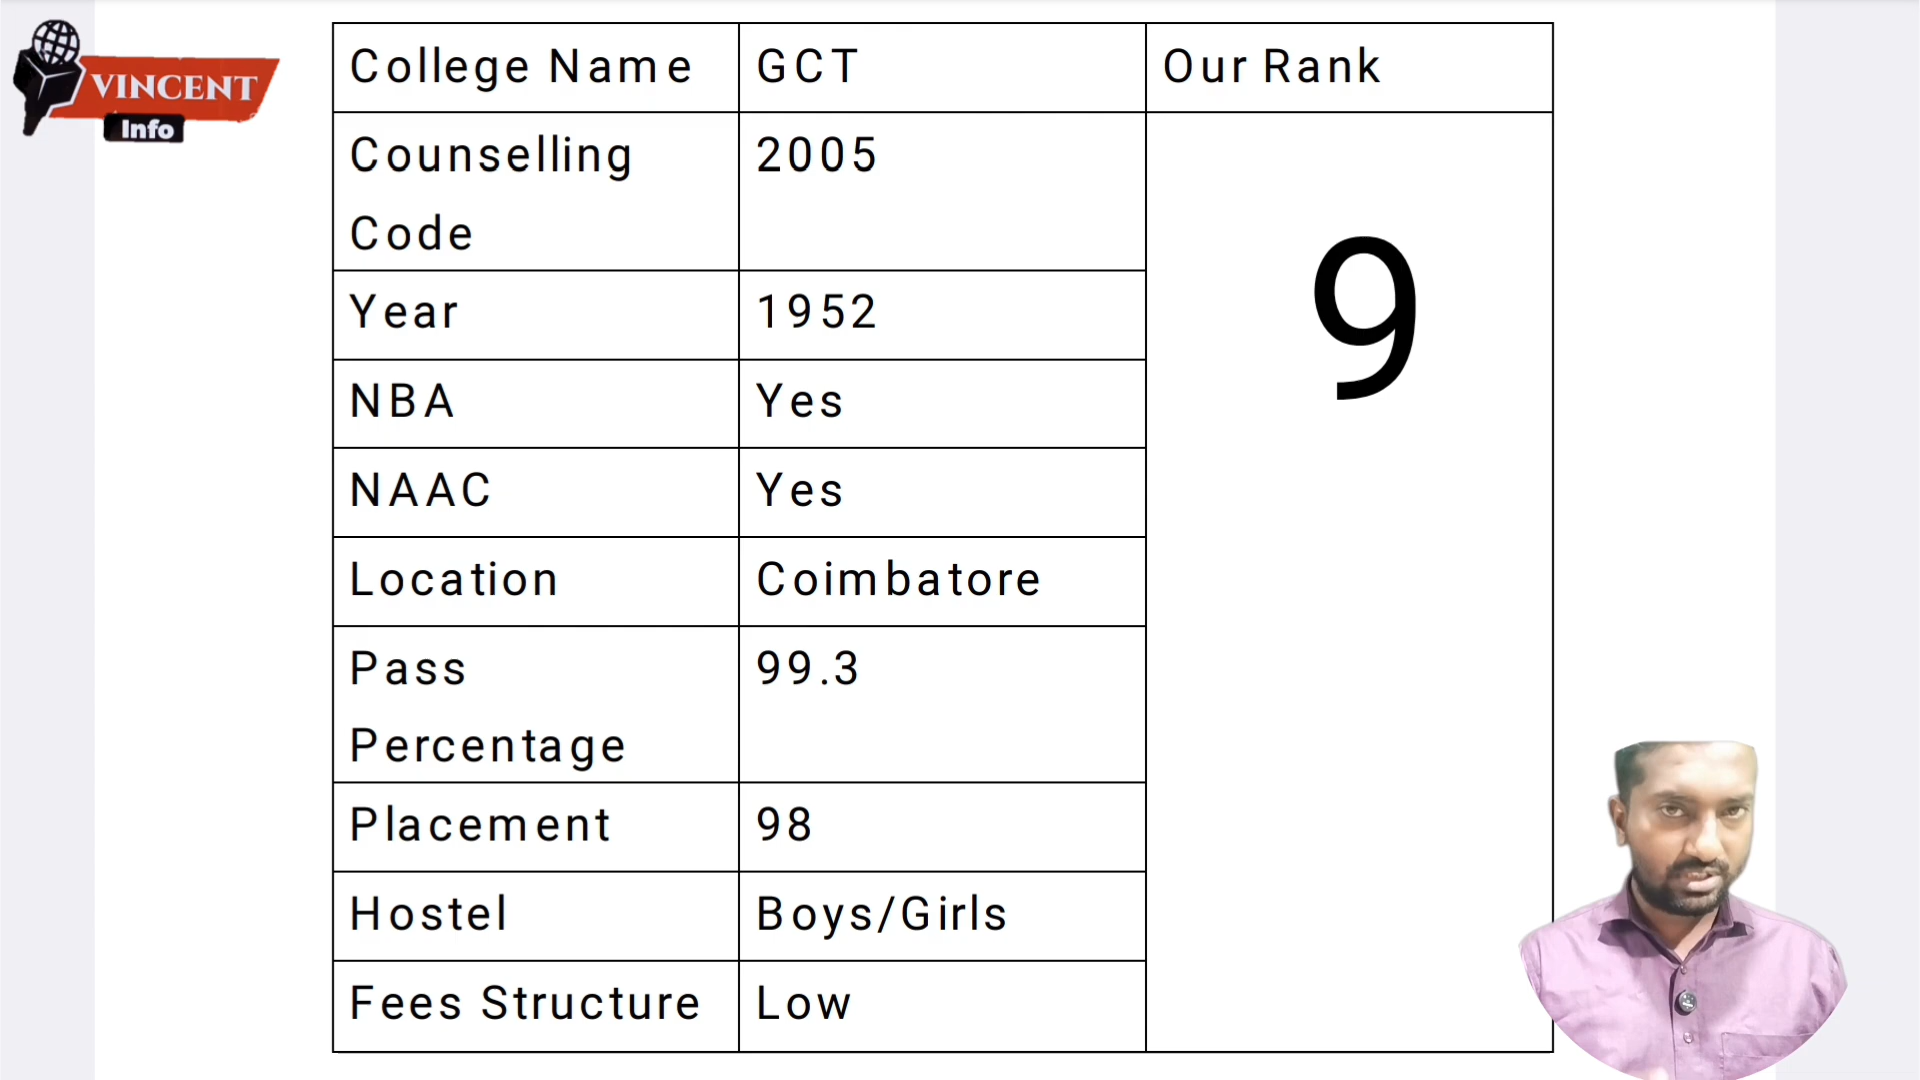 VINCENT
Info
College Name GCT Our Rank
Counselling 2005
Code
9
Year 1952
NBA Yes
NAAC Yes
Location Coimbatore
Pass 99.3
Percentage
Placement 98
Hostel Boys/Girls
Fees Structure Low